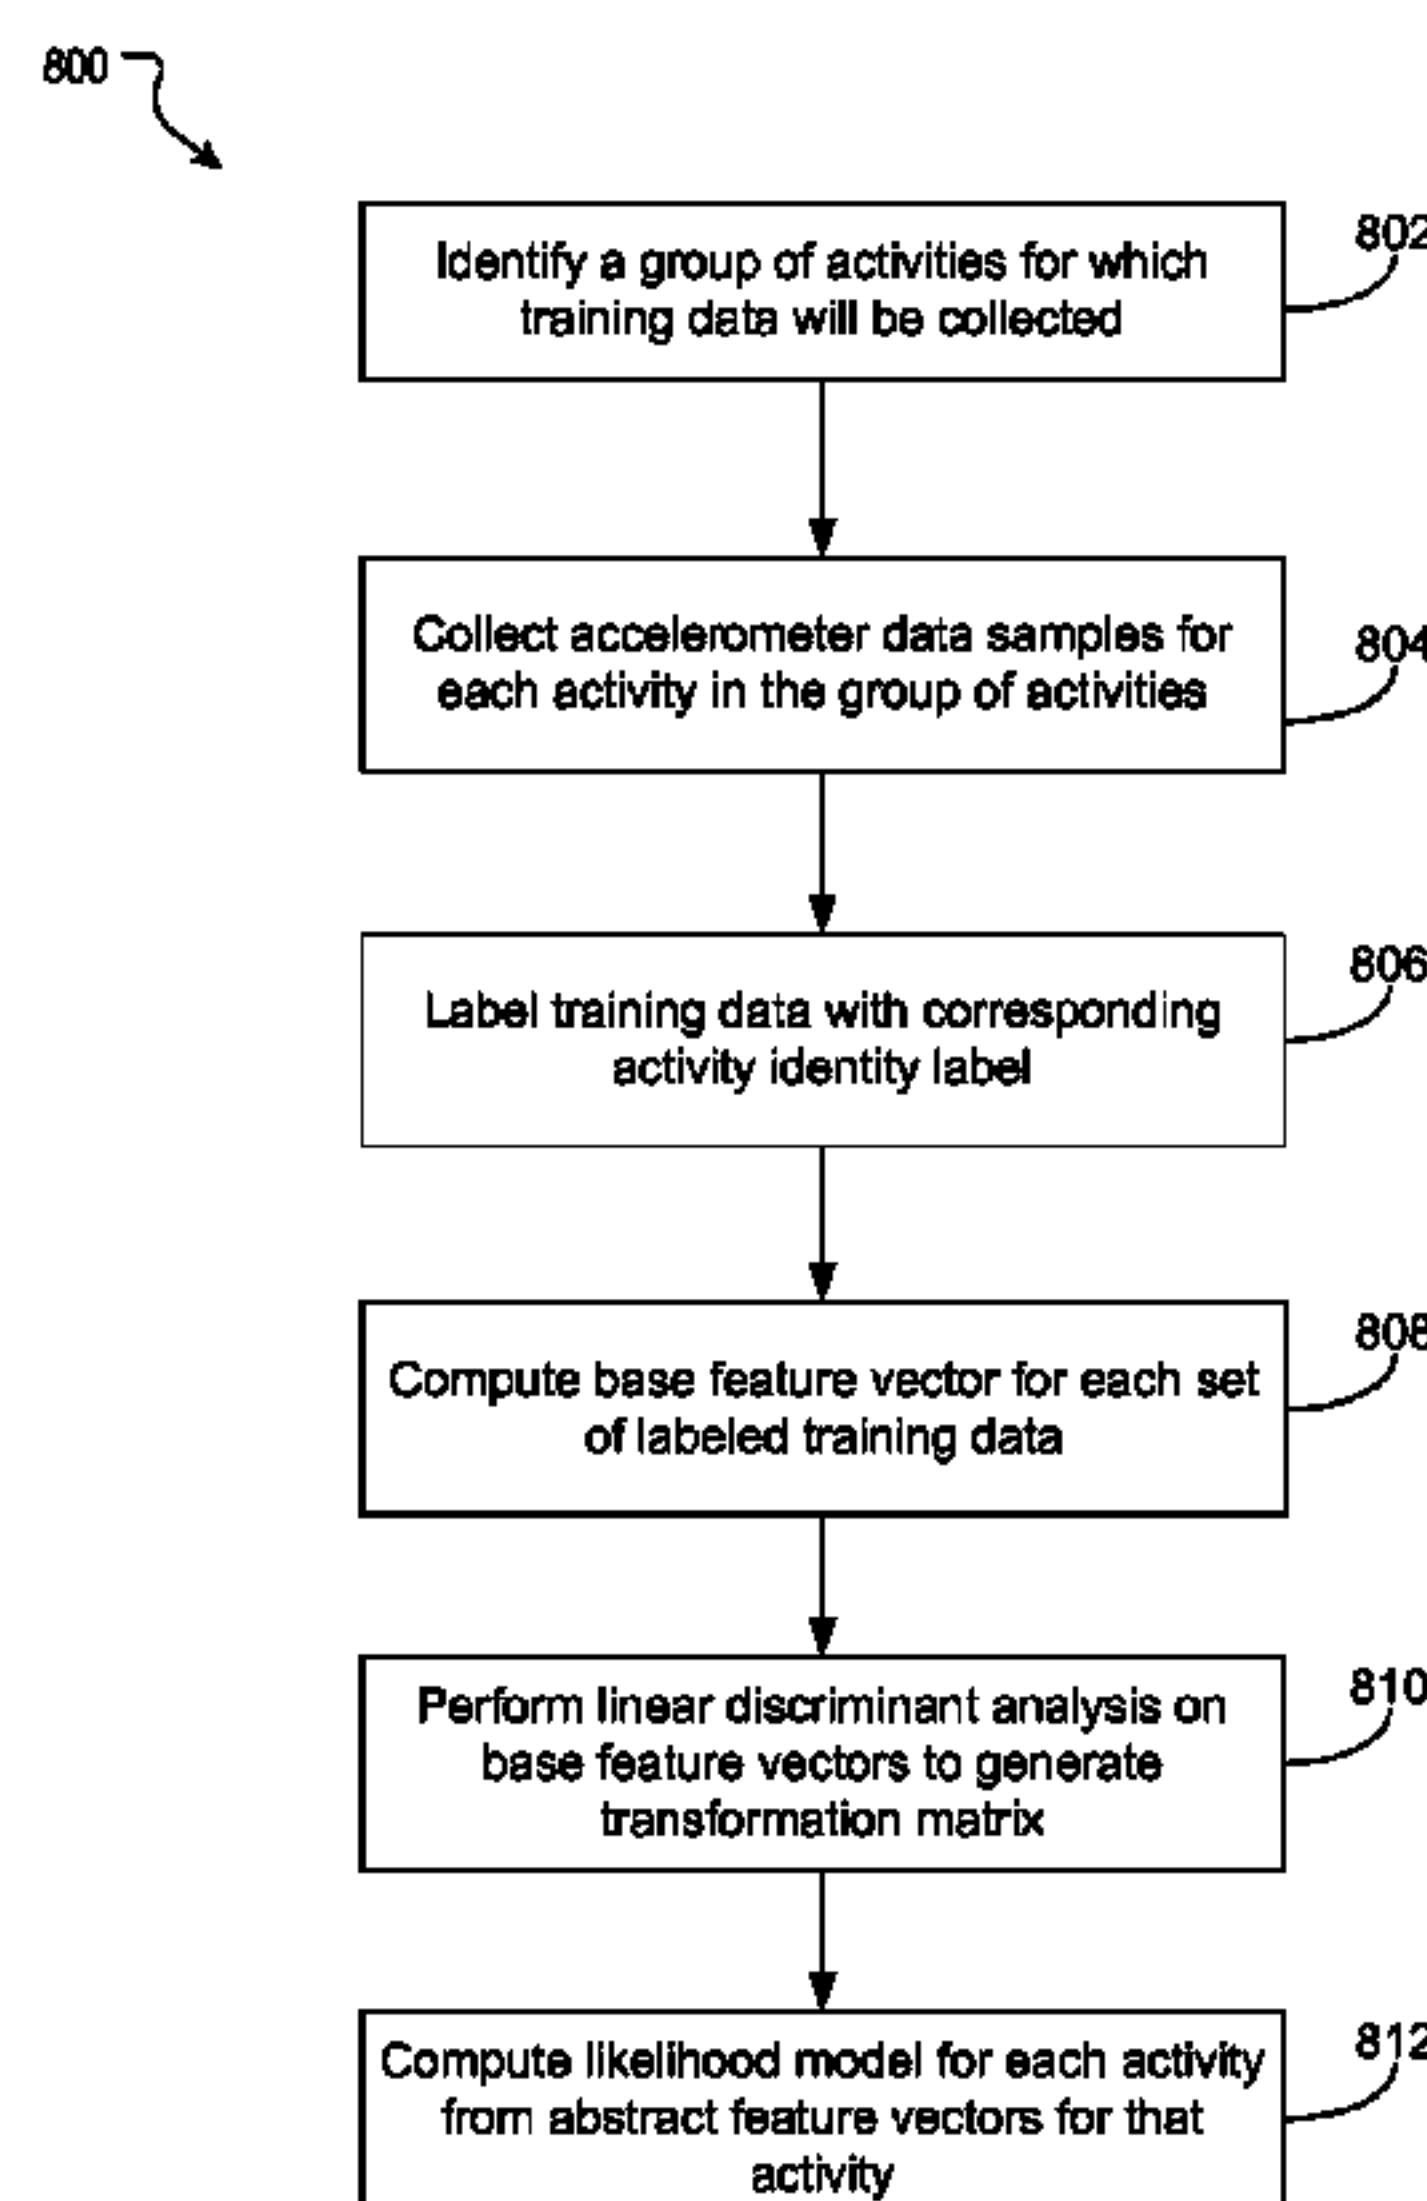 800
Identify a group of activities for which
training data will be collected
802
Collect accelerometer data samples for
each activity in the group of activities
804
Label training data with corresponding
activity identity label
806
Compute base feature vector for each set
of labeled training data
808
Perform linear discriminant analysis on
base feature vectors to generate
transformation matrix
810
Compute likelihood model for each activity
from abstract feature vectors for that
activity
812